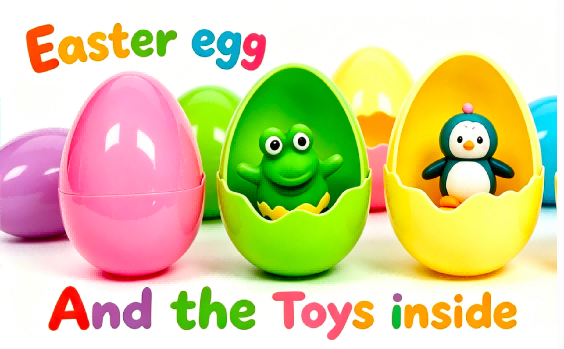 Easter egg
And the Toys inside